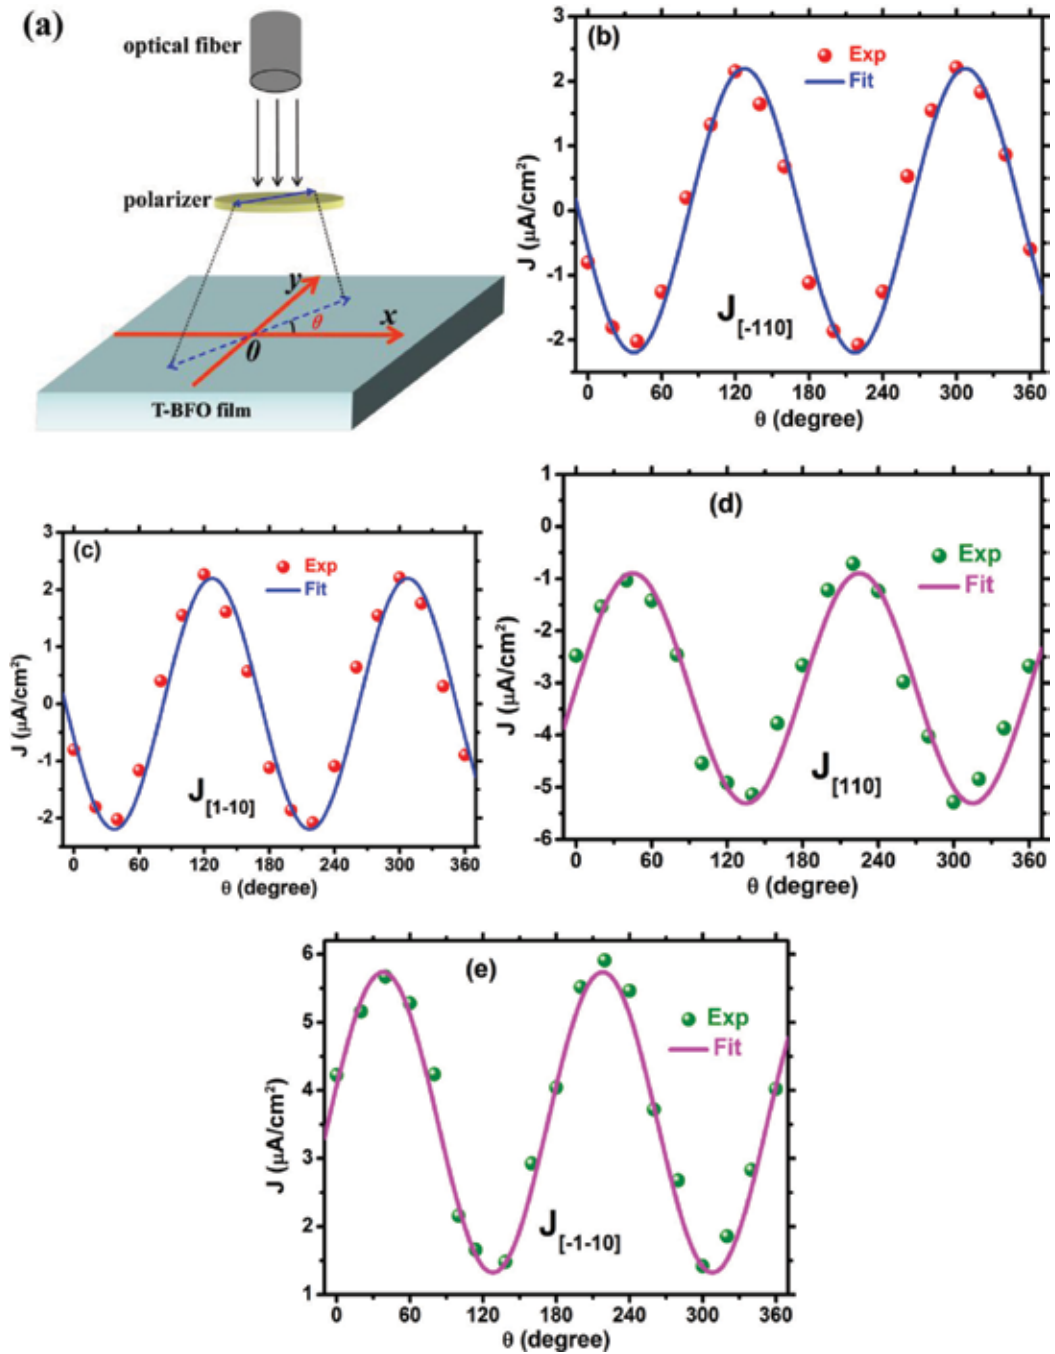 (a)
optical fiber
polarizer
y
x
θ
0
T-BFO film
(b)
Exp
Fit
J (μA/cm²)
3
2
1
0
-1
-2
J[-110]
0 60 120 180 240 300 360
θ (degree)
(c)
Exp
Fit
J (μA/cm²)
3
2
1
0
-1
-2
J[1-10]
0 60 120 180 240 300 360
θ (degree)
(d)
Exp
Fit
J (μA/cm²)
1
0
-1
-2
-3
-4
-5
-6
J[110]
0 60 120 180 240 300 360
θ (degree)
(e)
Exp
Fit
J (μA/cm²)
6
5
4
3
2
1
J[-1-10]
0 60 120 180 240 300 360
θ (degree)